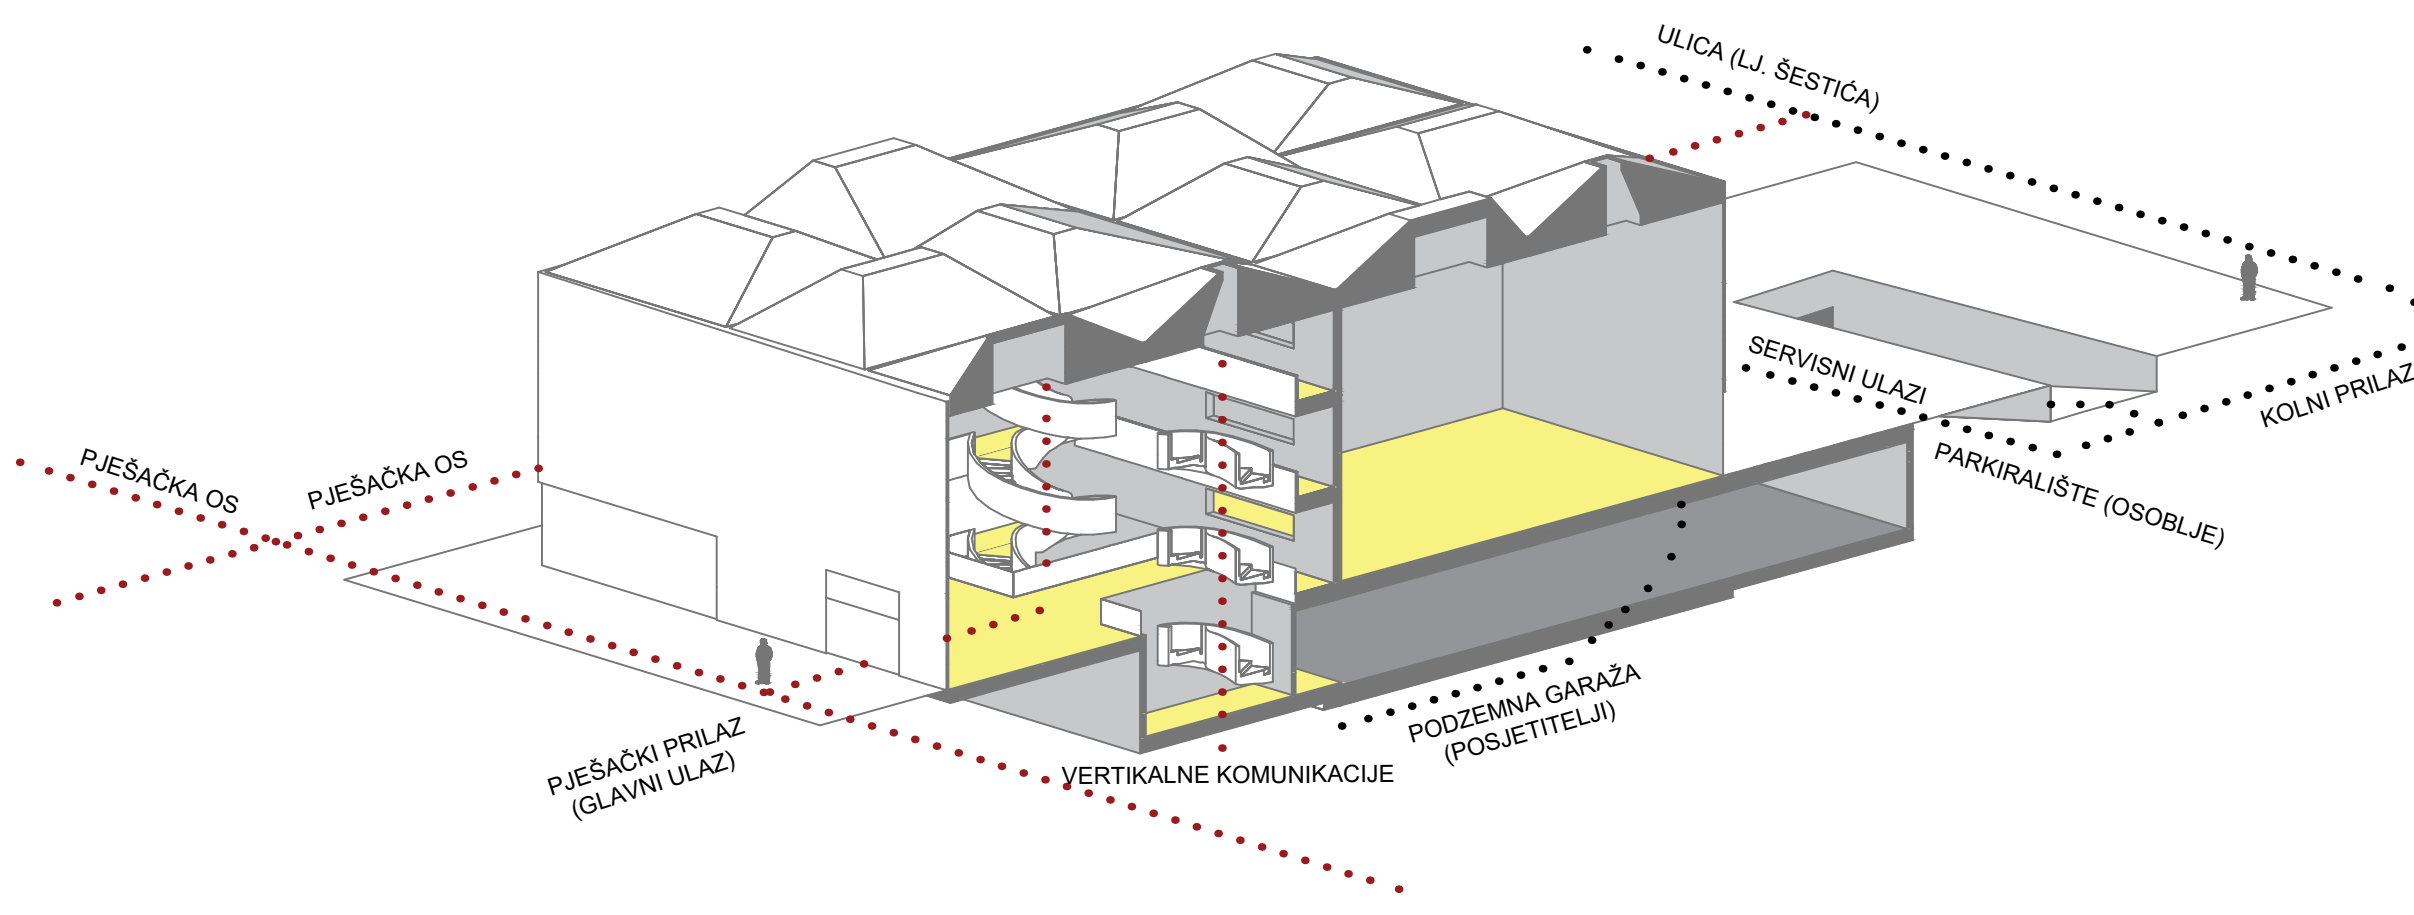 ULICA (LJ. ŠESTIĆA)
SERVISNI ULAZI
KOLNI PRILAZ
PARKIRALIŠTE (OSOBLJE)
PJEŠAČKA OS
PJEŠAČKA OS
PODZEMNA GARAŽA
(POSJETITELJI)
PJEŠAČKI PRILAZ
(GLAVNI ULAZ)
VERTIKALNE KOMUNIKACIJE